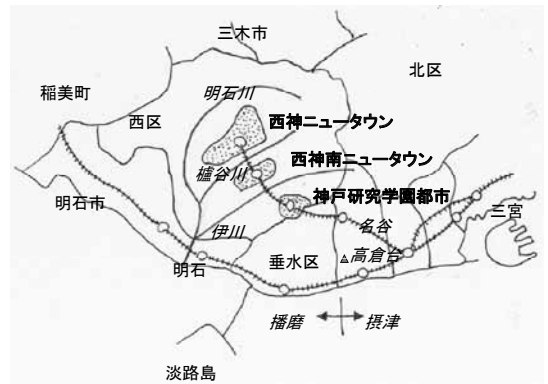 三木市
北区
稲美町
明石川
西区
西神ニュータウン
西神南ニュータウン
櫨谷川
神戸研究学園都市
明石市
三宮
名谷
伊川
垂水区
高倉台
明石
播磨
摂津
淡路島